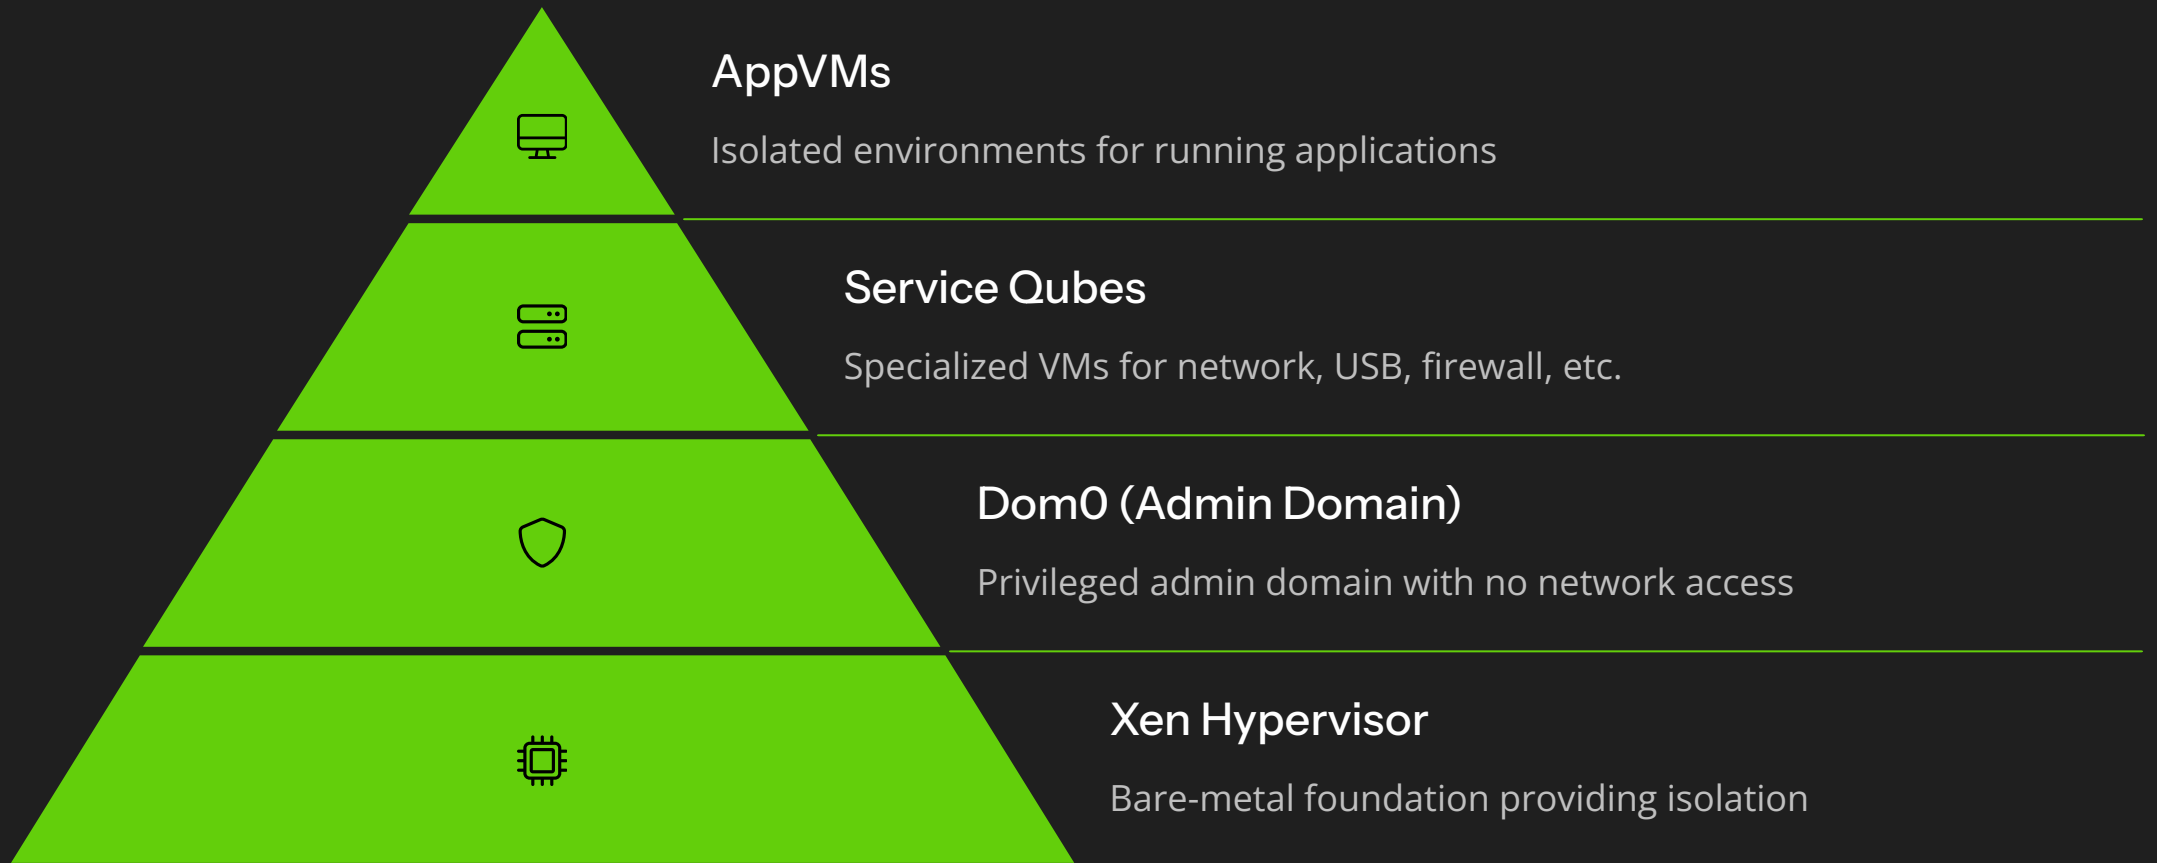 AppVMs
Isolated environments for running applications
Service Qubes
Specialized VMs for network, USB, firewall, etc.
Dom0 (Admin Domain)
Privileged admin domain with no network access
Xen Hypervisor
Bare-metal foundation providing isolation